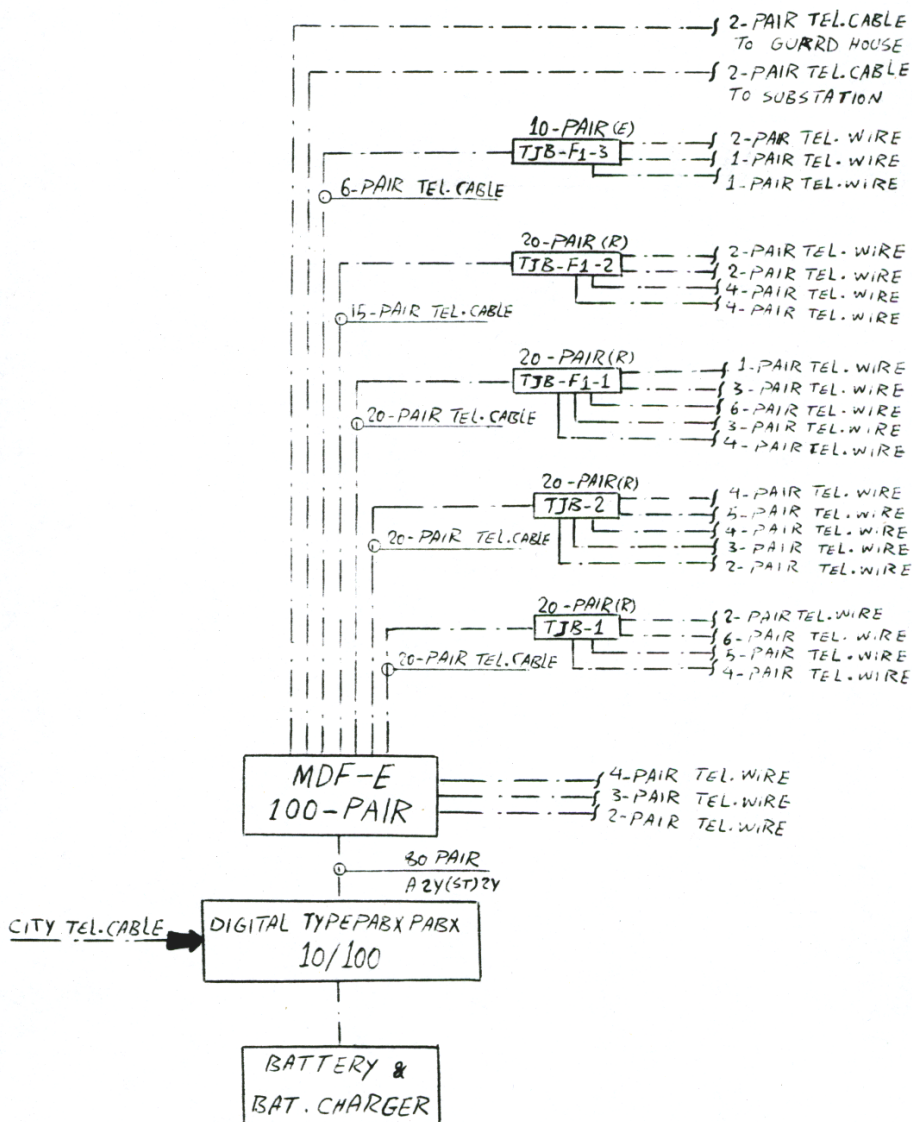 2-PAIR TEL.CABLE
TO GUARD HOUSE
2-PAIR TEL.CABLE
TO SUBSTATION
10-PAIR(E)
TJB-F1-3
2-PAIR TEL.WIRE
1-PAIR TEL.WIRE
1-PAIR TEL.WIRE
6-PAIR TEL.CABLE
20-PAIR(R)
TJB-F1-2
2-PAIR TEL.WIRE
2-PAIR TEL.WIRE
4-PAIR TEL.WIRE
4-PAIR TEL.WIRE
15-PAIR TEL.CABLE
20-PAIR(R)
TJB-F1-1
1-PAIR TEL.WIRE
3-PAIR TEL.WIRE
6-PAIR TEL.WIRE
3-PAIR TEL.WIRE
4-PAIR TEL.WIRE
20-PAIR TEL.CABLE
20-PAIR(R)
TJB-2
4-PAIR TEL.WIRE
5-PAIR TEL.WIRE
4-PAIR TEL.WIRE
3-PAIR TEL.WIRE
2-PAIR TEL.WIRE
20-PAIR TEL.CABLE
20-PAIR(R)
TJB-1
2-PAIR TEL.WIRE
6-PAIR TEL.WIRE
5-PAIR TEL.WIRE
4-PAIR TEL.WIRE
20-PAIR TEL.CABLE
MDF-E
100-PAIR
4-PAIR TEL.WIRE
3-PAIR TEL.WIRE
2-PAIR TEL.WIRE
80 PAIR
A2Y(ST)2Y
CITY TEL.CABLE
DIGITAL TYPEPABX PABX
10/100
BATTERY &
BAT. CHARGER